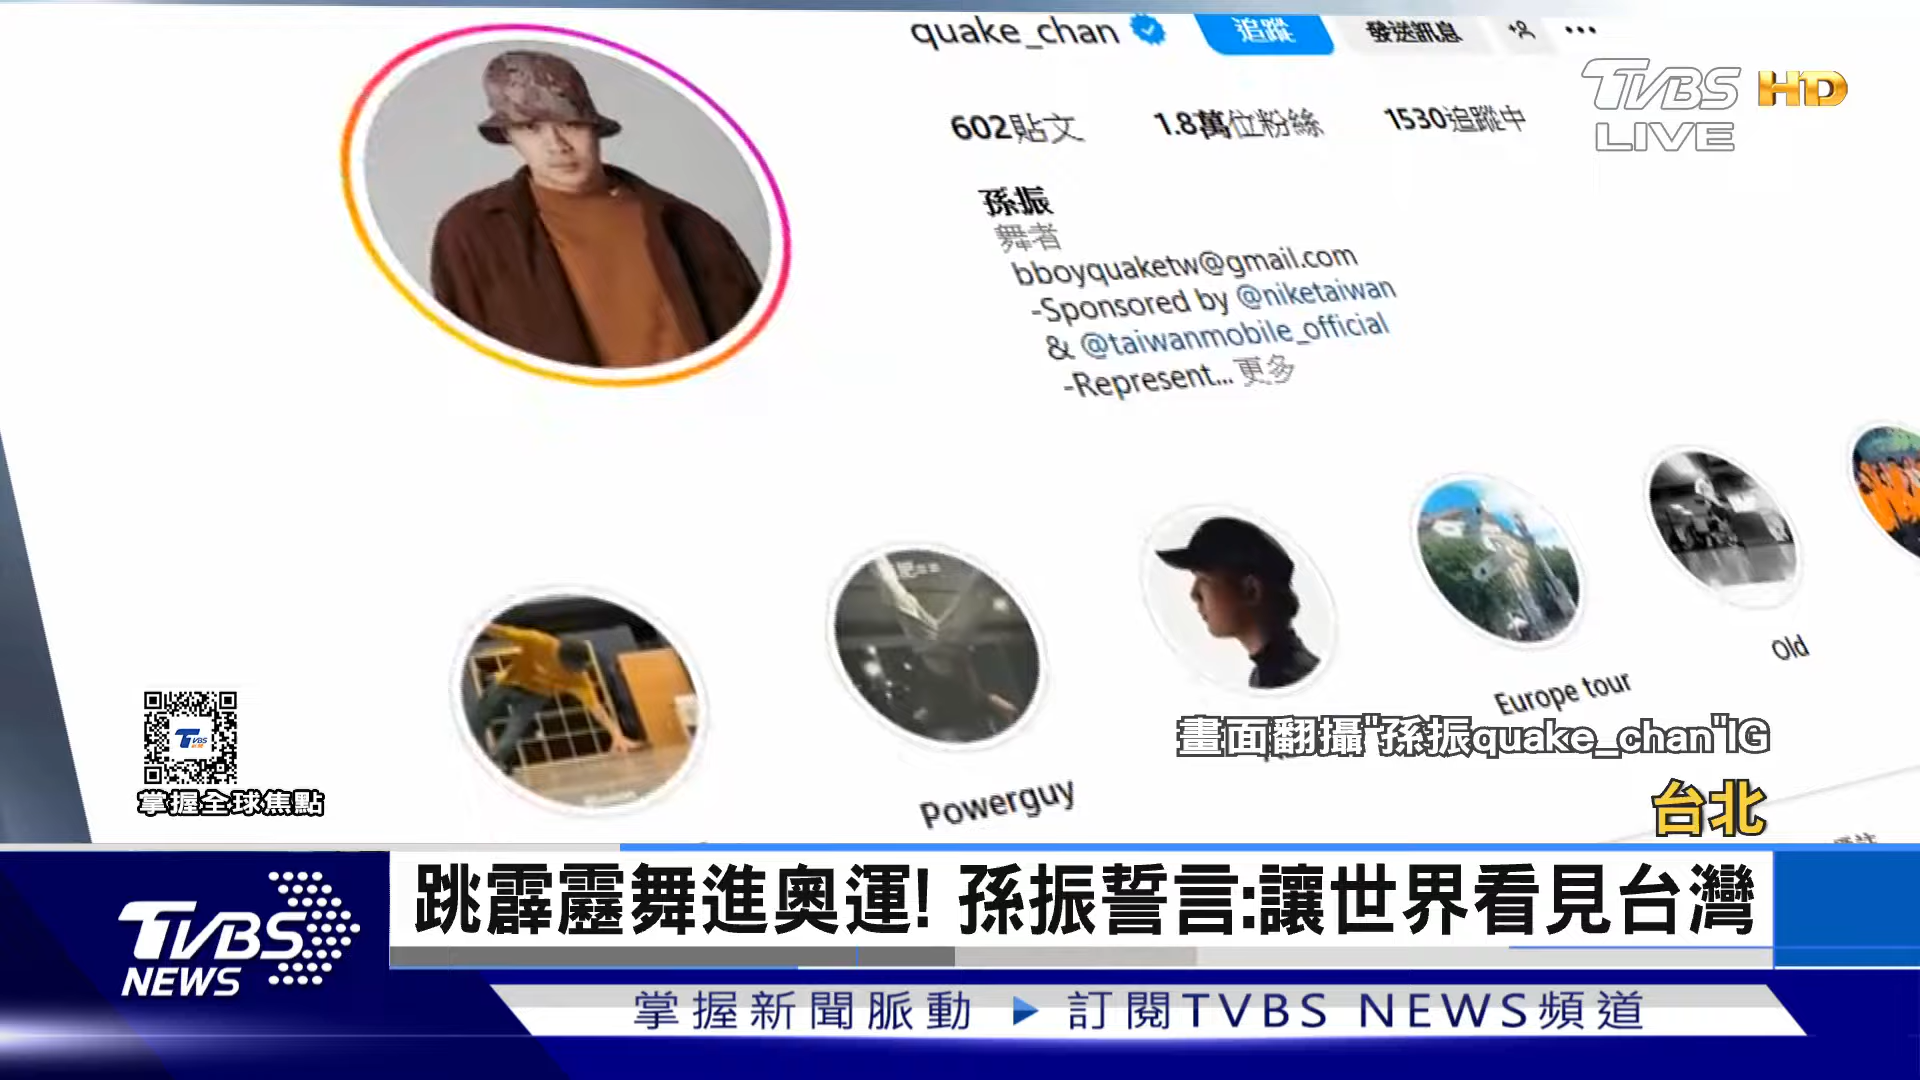 quake_chan 追蹤 發送訊息
TVBS HD
LIVE
602貼文 1.8萬位粉絲 1530追蹤中
孫振
舞者
bboyquaketw@gmail.com
-Sponsored by @niketaiwan
& @taiwanmobile_official
-Represent... 更多
Old
Europe tour
Powerguy
畫面翻攝"孫振quake_chan"IG
TVBS
掌握全球焦點
台北
跳霹靂舞進奧運! 孫振誓言:讓世界看見台灣
TVBS
NEWS
掌握新聞脈動 ▶ 訂閱TVBS NEWS頻道